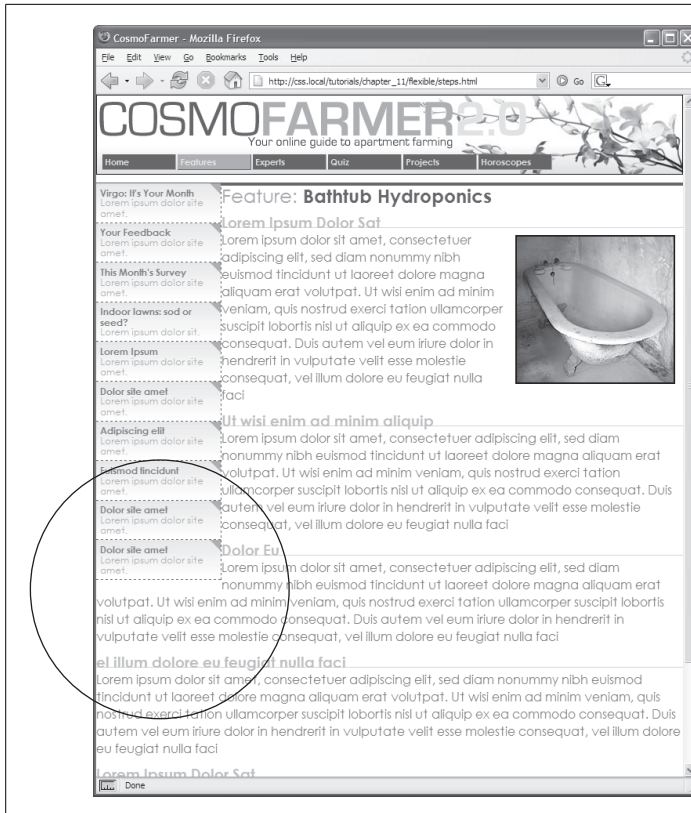 CosmoFarmer - Mozilla Firefox
File Edit View Go Bookmarks Tools Help
http://css.local/tutorials/chapter_11/flexible/steps.html Go G
COSMOFARMER2.0
Your online guide to apartment farming
Home Features Experts Quiz Projects Horoscopes
Virgo: It's Your Month
Lorem ipsum dolor site
amet.
Your Feedback
Lorem ipsum dolor site
amet.
This Month's Survey
Lorem ipsum dolor site
amet.
Indoor lawns: sod or
seed?
Lorem ipsum dolor sit.
Lorem Ipsum
Lorem ipsum dolor site
amet.
Dolor site amet
Lorem ipsum dolor site
amet.
Adipiscing elit
Lorem ipsum dolor site
amet.
Euismod tincidunt
Lorem ipsum dolor site
amet.
Dolor site amet
Lorem ipsum dolor site
amet.
Dolor site amet
Lorem ipsum dolor site
amet.
Feature: Bathtub Hydroponics
Lorem Ipsum Dolor Sat
Lorem ipsum dolor sit amet, consectetuer
adipiscing elit, sed diam nonummy nibh
euismod tincidunt ut laoreet dolore magna
aliquam erat volutpat. Ut wisi enim ad minim
veniam, quis nostrud exerci tation ullamcorper
suscipit lobortis nisl ut aliquip ex ea commodo
consequat. Duis autem vel eum iriure dolor in
hendrerit in vulputate velit esse molestie
consequat, vel illum dolore eu feugiat nulla
faci
Ut wisi enim ad minim aliquip
Lorem ipsum dolor sit amet, consectetuer adipiscing elit, sed diam
nonummy nibh euismod tincidunt ut laoreet dolore magna aliquam erat
volutpat. Ut wisi enim ad minim veniam, quis nostrud exerci tation
ullamcorper suscipit lobortis nisl ut aliquip ex ea commodo consequat. Duis
autem vel eum iriure dolor in hendrerit in vulputate velit esse molestie
consequat, vel illum dolore eu feugiat nulla faci
Dolor Eu
Lorem ipsum dolor sit amet, consectetuer adipiscing elit, sed diam
nonummy nibh euismod tincidunt ut laoreet dolore magna aliquam erat
volutpat. Ut wisi enim ad minim veniam, quis nostrud exerci tation ullamcorper suscipit lobortis
nisl ut aliquip ex ea commodo consequat. Duis autem vel eum iriure dolor in hendrerit in
vulputate velit esse molestie consequat, vel illum dolore eu feugiat nulla faci
el illum dolore eu feugiat nulla faci
Lorem ipsum dolor sit amet, consectetuer adipiscing elit, sed diam nonummy nibh euismod
tincidunt ut laoreet dolore magna aliquam erat volutpat. Ut wisi enim ad minim veniam, quis
nostrud exerci tation ullamcorper suscipit lobortis nisl ut aliquip ex ea commodo consequat. Duis
autem vel eum iriure dolor in hendrerit in vulputate velit esse molestie consequat, vel illum dolore
eu feugiat nulla faci
Lorem Ipsum Dolor Sat
Done